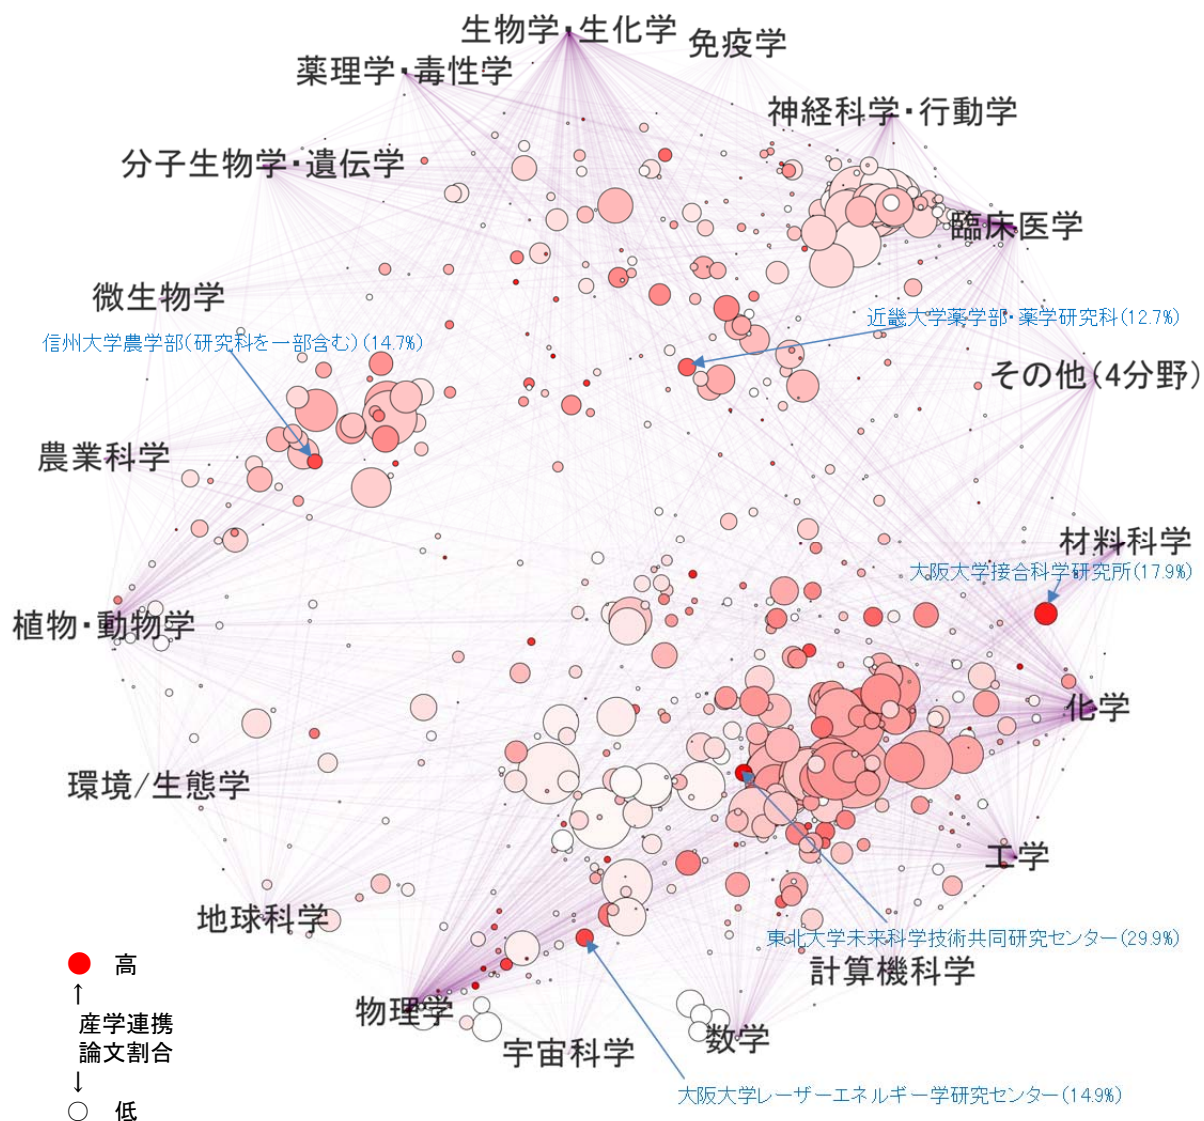 生物学・生化学
免疫学
薬理学・毒性学
神経科学・行動学
分子生物学・遺伝学
臨床医学
微生物学
近畿大学薬学部・薬学研究科(12.7%)
信州大学農学部(研究科を一部含む)(14.7%)
その他(4分野)
農業科学
材料科学
大阪大学接合科学研究所(17.9%)
植物・動物学
化学
環境/生態学
工学
地球科学
東北大学未来科学技術共同研究センター(29.9%)
計算機科学
物理学
数学
宇宙科学
大阪大学レーザーエネルギー学研究センター(14.9%)
高
↑
産学連携
論文割合
↓
低